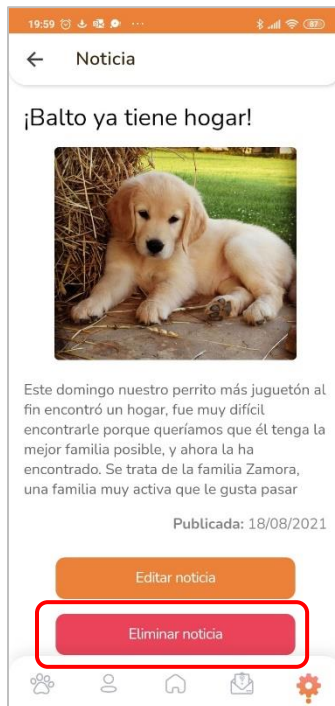 19:59
87
Noticia
¡Balto ya tiene hogar!
Este domingo nuestro perrito más juguetón al
fin encontró un hogar, fue muy difícil
encontrarle porque queríamos que él tenga la
mejor familia posible, y ahora la ha
encontrado. Se trata de la familia Zamora,
una familia muy activa que le gusta pasar
Publicada: 18/08/2021
Editar noticia
Eliminar noticia